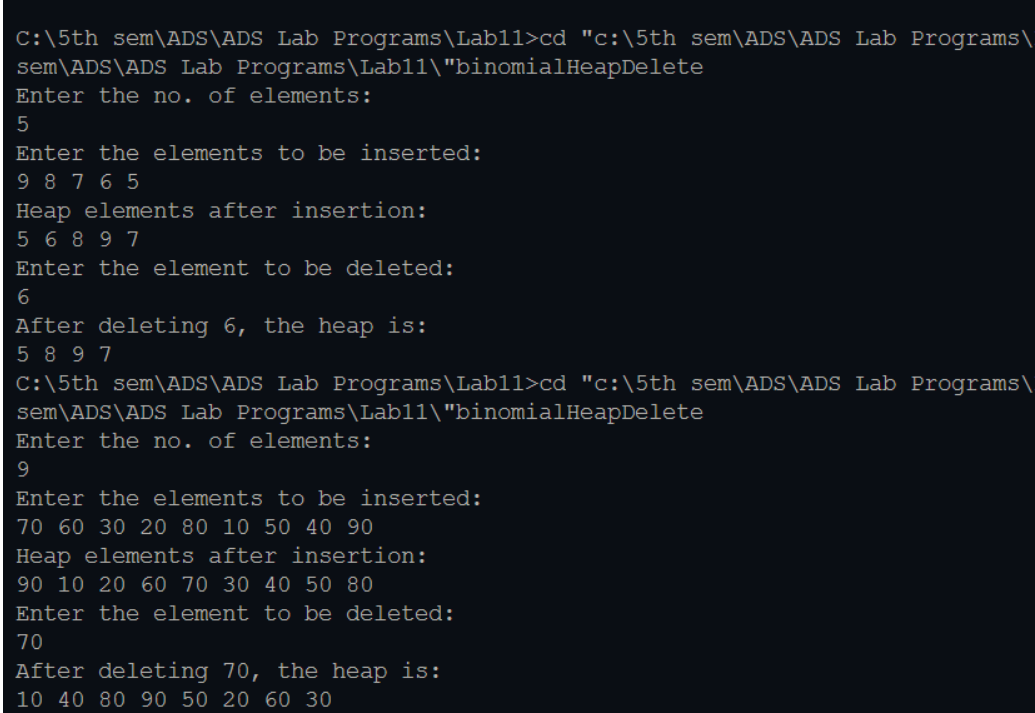 C:\5th sem\ADS\ADS Lab Programs\Lab11>cd "c:\5th sem\ADS\ADS Lab Programs\
sem\ADS\ADS Lab Programs\Lab11\"binomialHeapDelete
Enter the no. of elements:
5
Enter the elements to be inserted:
9 8 7 6 5
Heap elements after insertion:
5 6 8 9 7
Enter the element to be deleted:
6
After deleting 6, the heap is:
5 8 9 7
C:\5th sem\ADS\ADS Lab Programs\Lab11>cd "c:\5th sem\ADS\ADS Lab Programs\
sem\ADS\ADS Lab Programs\Lab11\"binomialHeapDelete
Enter the no. of elements:
9
Enter the elements to be inserted:
70 60 30 20 80 10 50 40 90
Heap elements after insertion:
90 10 20 60 70 30 40 50 80
Enter the element to be deleted:
70
After deleting 70, the heap is:
10 40 80 90 50 20 60 30